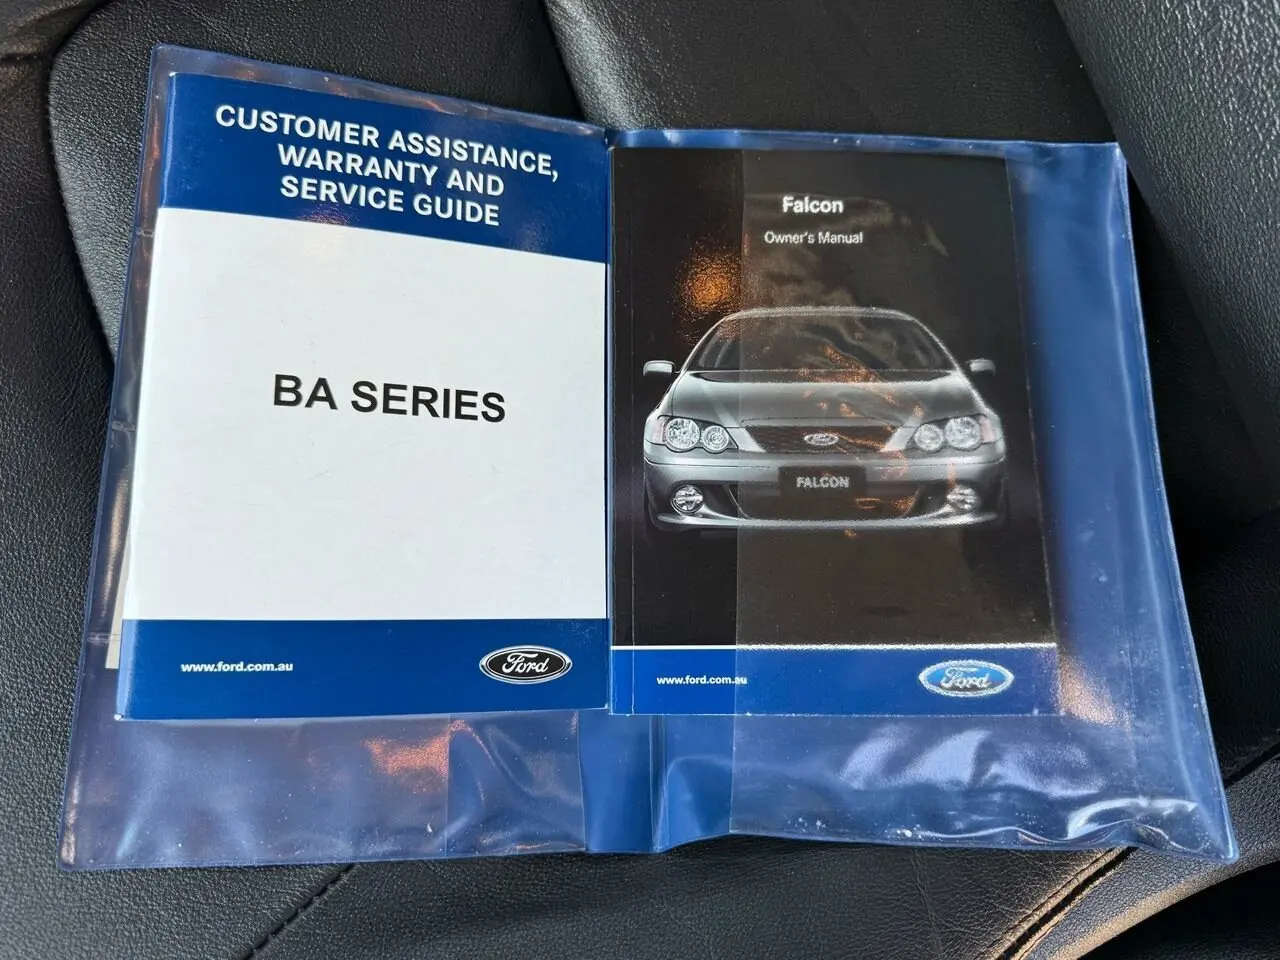 CUSTOMER ASSISTANCE,
WARRANTY AND
SERVICE GUIDE
BA SERIES
www.ford.com.au
Ford
Falcon
Owner's Manual
Ford
FALCON
www.ford.com.au
Ford